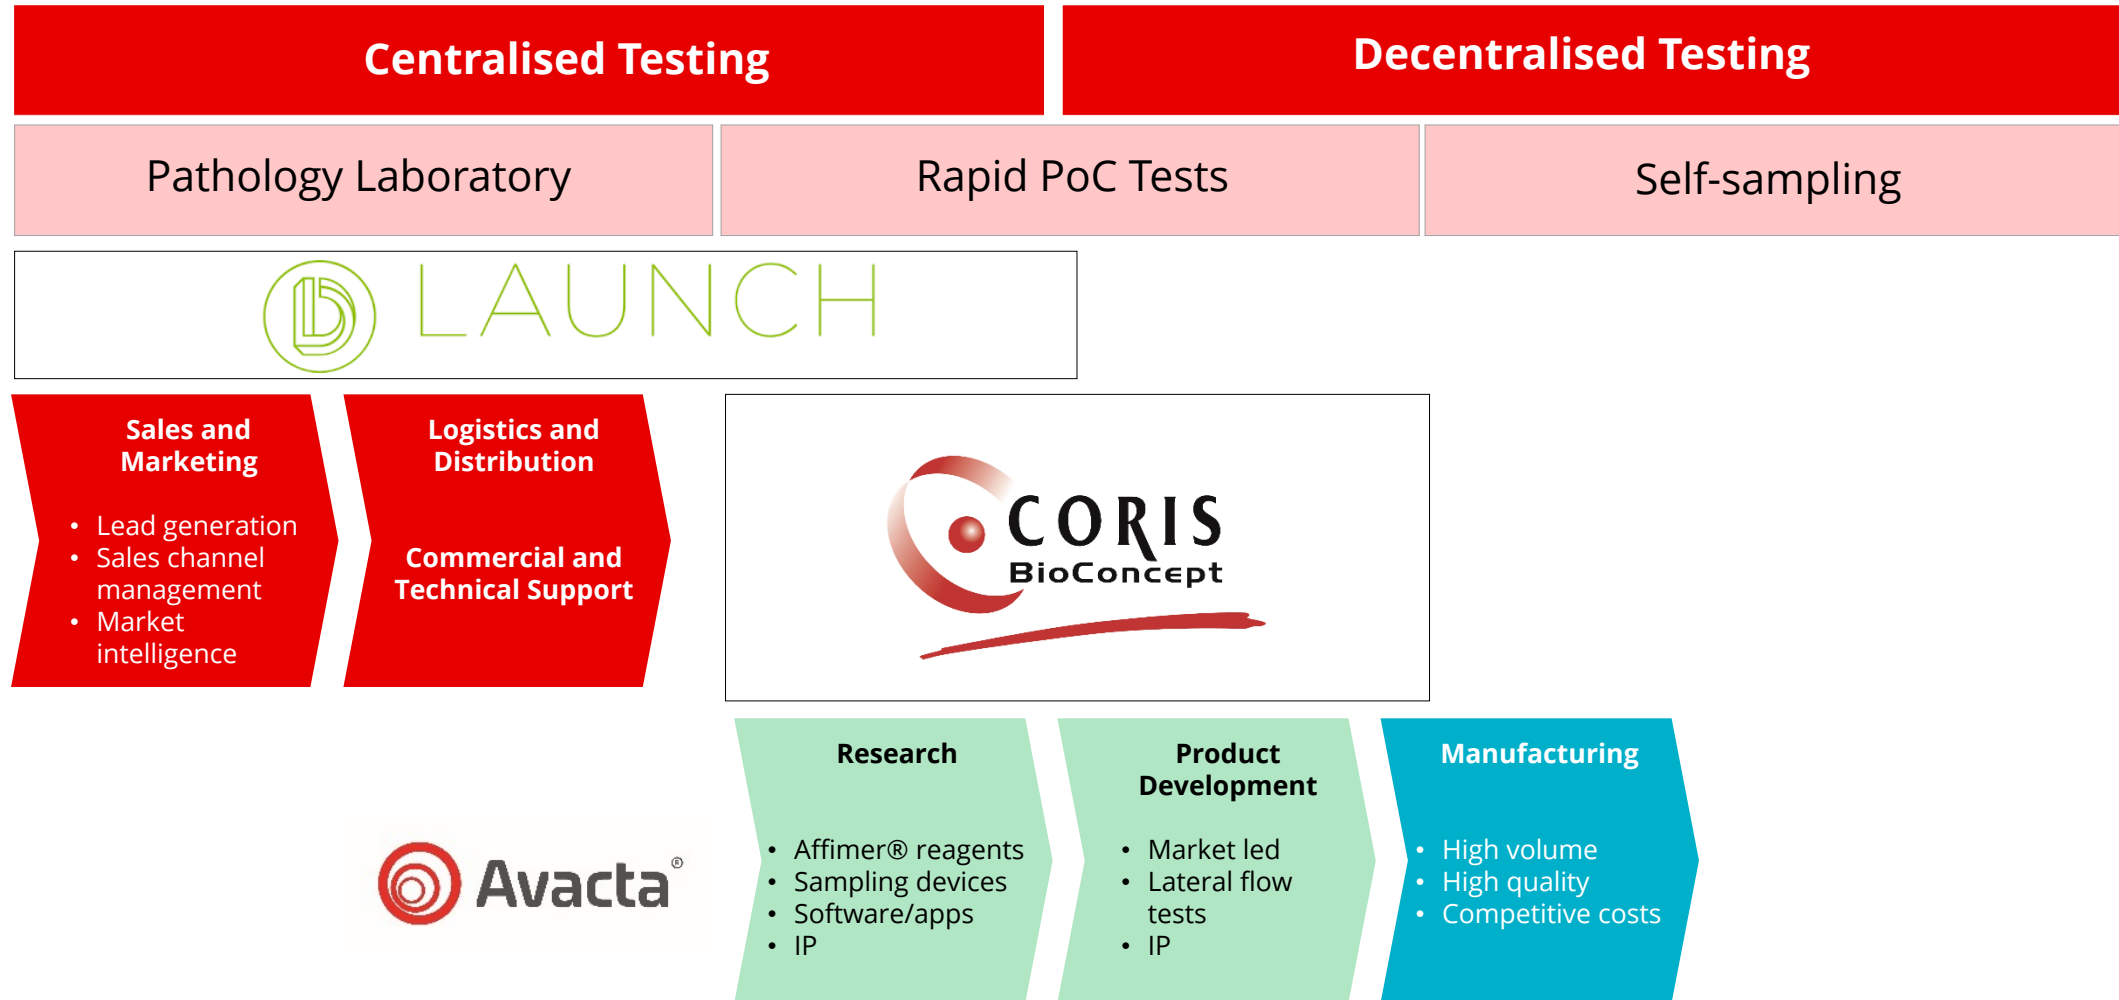 Centralised Testing
Decentralised Testing
Pathology Laboratory
Rapid PoC Tests
Self-sampling
LAUNCH
Sales and
Marketing
• Lead generation
• Sales channel
management
• Market
intelligence
Logistics and
Distribution
Commercial and
Technical Support
CORIS
BioConcept
Avacta®
Research
• Affimer® reagents
• Sampling devices
• Software/apps
• IP
Product
Development
• Market led
• Lateral flow
tests
• IP
Manufacturing
• High volume
• High quality
• Competitive costs